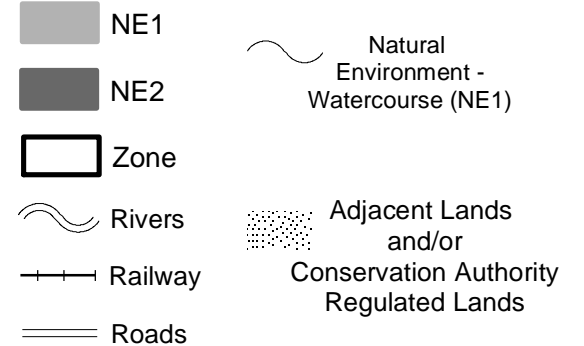 NE1
NE2
Zone
Rivers
Railway
Roads
Natural
Environment -
Watercourse (NE1)
Adjacent Lands
and/or
Conservation Authority
Regulated Lands